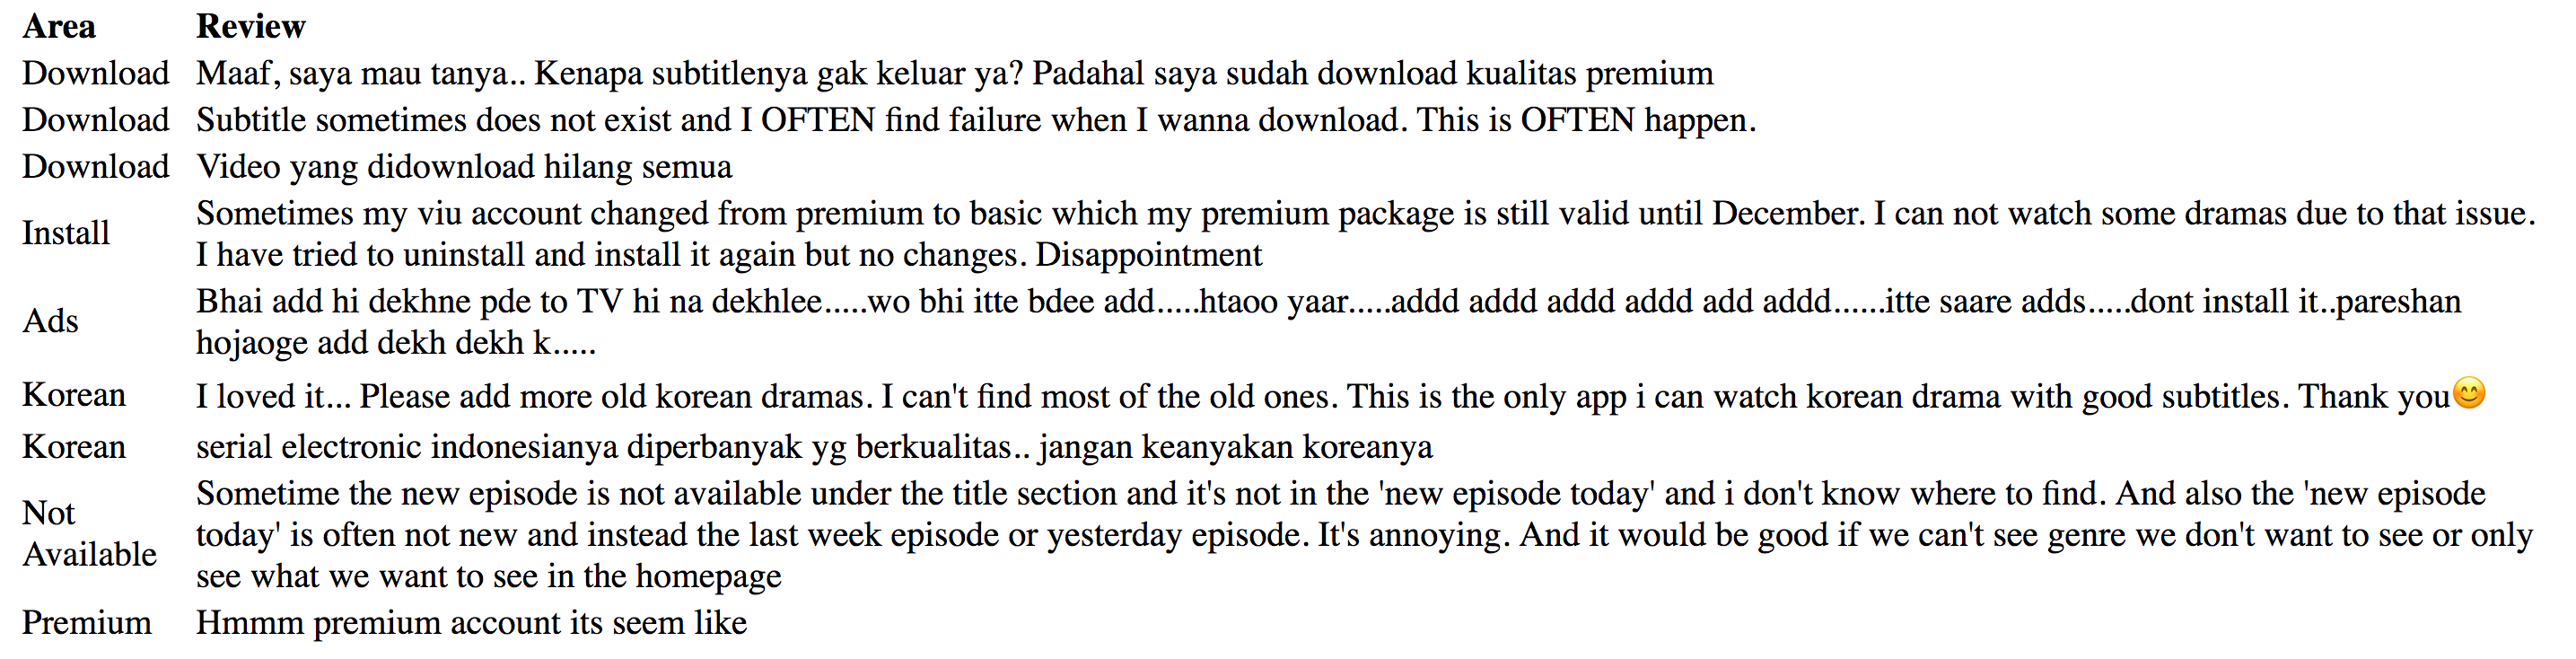 Area Review
Download Maaf, saya mau tanya.. Kenapa subtitlenya gak keluar ya? Padahal saya sudah download kualitas premium
Download Subtitle sometimes does not exist and I OFTEN find failure when I wanna download. This is OFTEN happen.
Download Video yang didownload hilang semua
Install Sometimes my viu account changed from premium to basic which my premium package is still valid until December. I can not watch some dramas due to that issue.
I have tried to uninstall and install it again but no changes. Disappointment
Ads Bhai add hi dekhne pde to TV hi na dekhlee.....wo bhi itte bdee add.....htaoo yaar.....addd addd addd addd add addd......itte saare adds.....dont install it..pareshan
hojaoge add dekh dekh k.....
Korean I loved it... Please add more old korean dramas. I can't find most of the old ones. This is the only app i can watch korean drama with good subtitles. Thank you😊
Korean serial electronic indonesianya diperbanyak yg berkualitas.. jangan keanyakan koreanya
Not Available Sometime the new episode is not available under the title section and it's not in the 'new episode today' and i don't know where to find. And also the 'new episode
today' is often not new and instead the last week episode or yesterday episode. It's annoying. And it would be good if we can't see genre we don't want to see or only
see what we want to see in the homepage
Premium Hmmm premium account its seem like